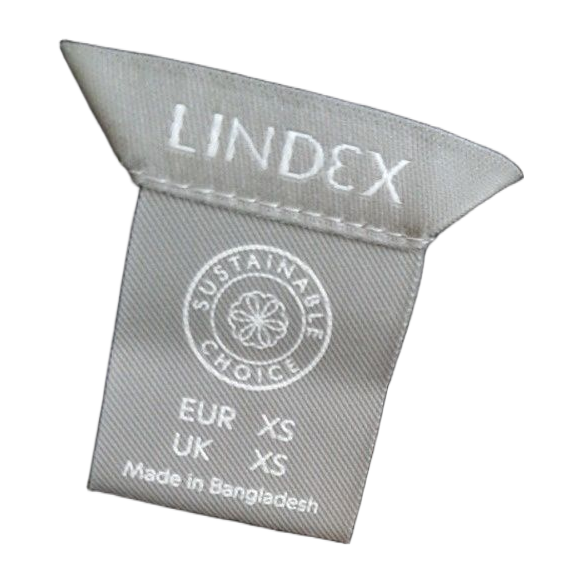 LINDEX
SUSTAINABLE
CHOICE
EUR XS
UK XS
Made in Bangladesh